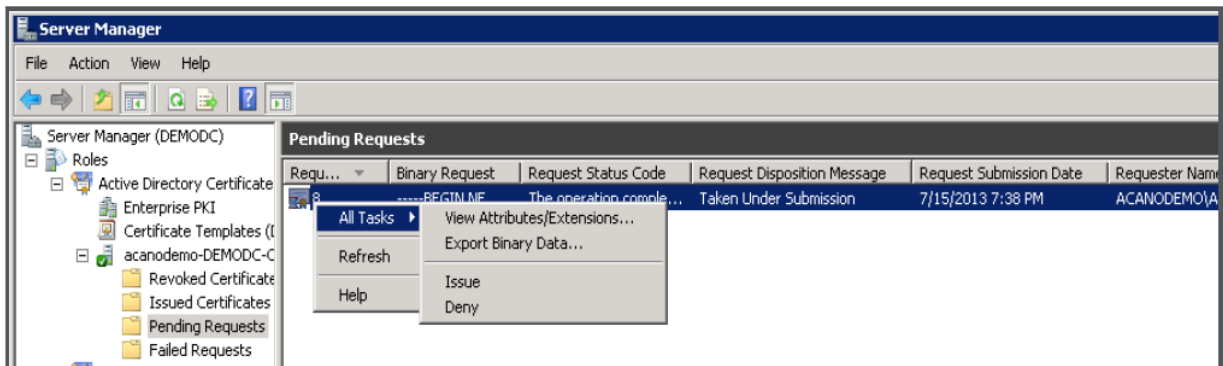 Server Manager
File Action View Help
Server Manager (DEMODC)
Roles
Active Directory Certificate
Enterprise PKI
Certificate Templates (
acanodemo-DEMODC-C
Revoked Certificate
Issued Certificates
Pending Requests
Failed Requests
Pending Requests
Requ... Binary Request Request Status Code Request Disposition Message Request Submission Date Requester Name
8 -----BEGIN NE... The operation comple... Taken Under Submission 7/15/2013 7:38 PM ACANODEMO\A
All Tasks
Refresh
Help
View Attributes/Extensions...
Export Binary Data...
Issue
Deny